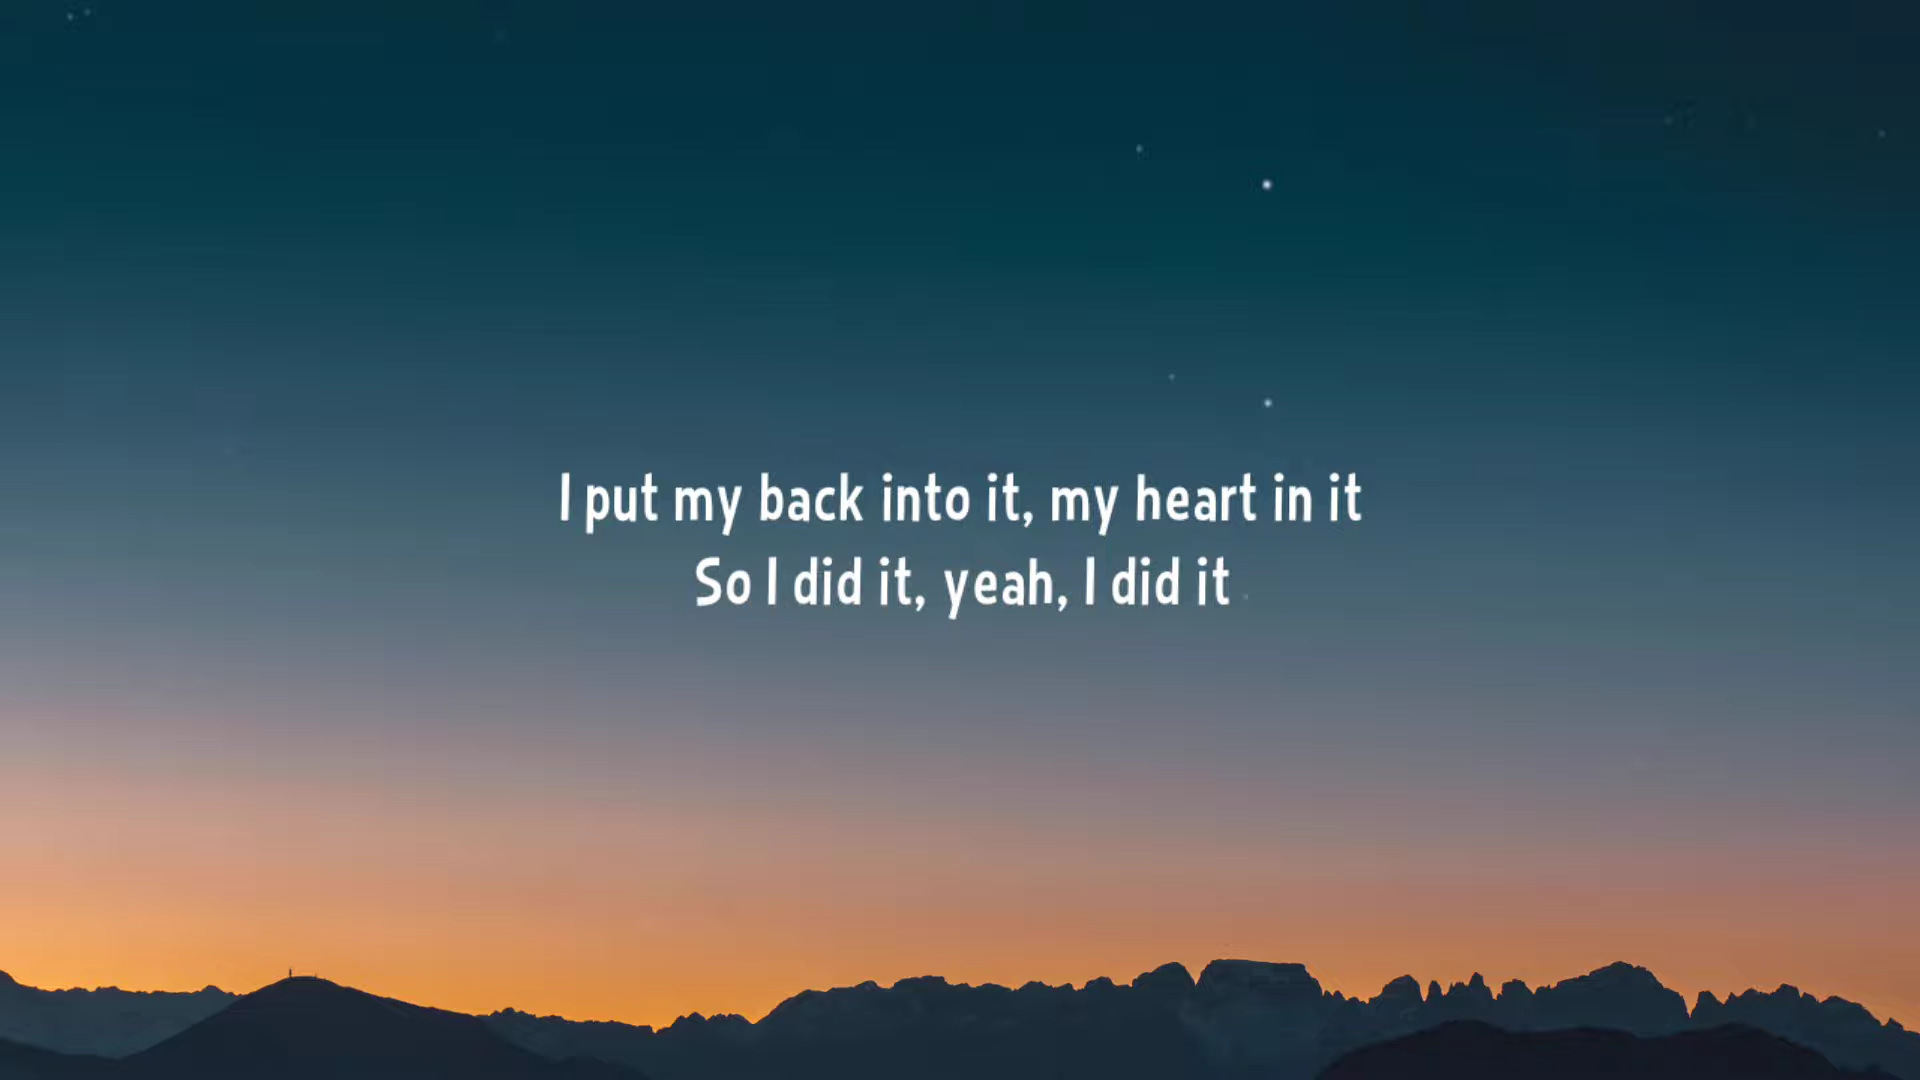 I put my back into it, my heart in it
So I did it, yeah, I did it